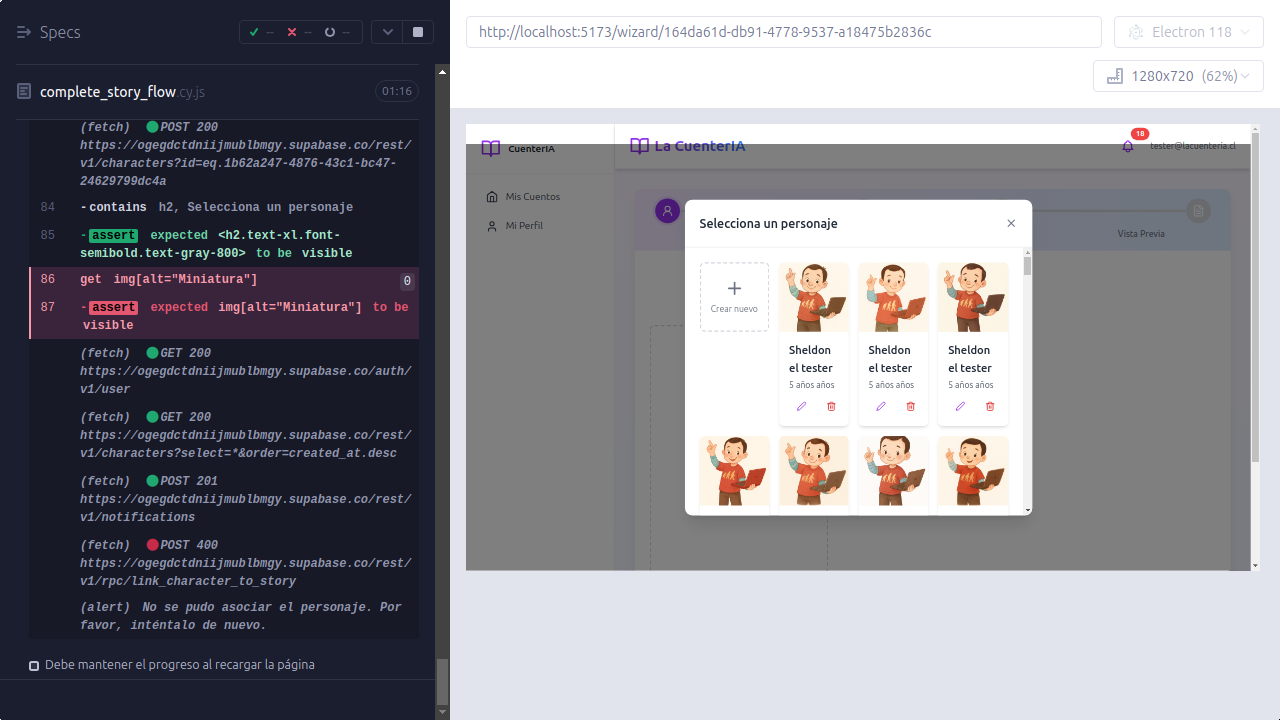 Specs
--
--
--
complete_story_flow.cy.js
01:16
(fetch) POST 200
https://ogegdctdniijmublbmgy.supabase.co/rest/
v1/characters?id=eq.1b62a247-4876-43c1-bc47-
24629799dc4a
84 -contains h2, Selecciona un personaje
85 -assert expected <h2.text-xl.font-
semibold.text-gray-800> to be visible
86 get img[alt="Miniatura"] 0
87 -assert expected img[alt="Miniatura"] to be
visible
(fetch) GET 200
https://ogegdctdniijmublbmgy.supabase.co/auth/
v1/user
(fetch) GET 200
https://ogegdctdniijmublbmgy.supabase.co/rest/
v1/characters?select=*&order=created_at.desc
(fetch) POST 201
https://ogegdctdniijmublbmgy.supabase.co/rest/
v1/notifications
(fetch) POST 400
https://ogegdctdniijmublbmgy.supabase.co/rest/
v1/rpc/link_character_to_story
(alert) No se pudo asociar el personaje. Por
favor, inténtalo de nuevo.
Debe mantener el progreso al recargar la página
http://localhost:5173/wizard/164da61d-db91-4778-9537-a18475b2836c
Electron 118
1280x720 (62%)
CuenterIA
La CuenterIA
18
tester@lacuenteria.cl
Mis Cuentos
Mi Perfil
Vista Previa
Selecciona un personaje
Crear nuevo
Sheldon
el tester
5 años años
Sheldon
el tester
5 años años
Sheldon
el tester
5 años años